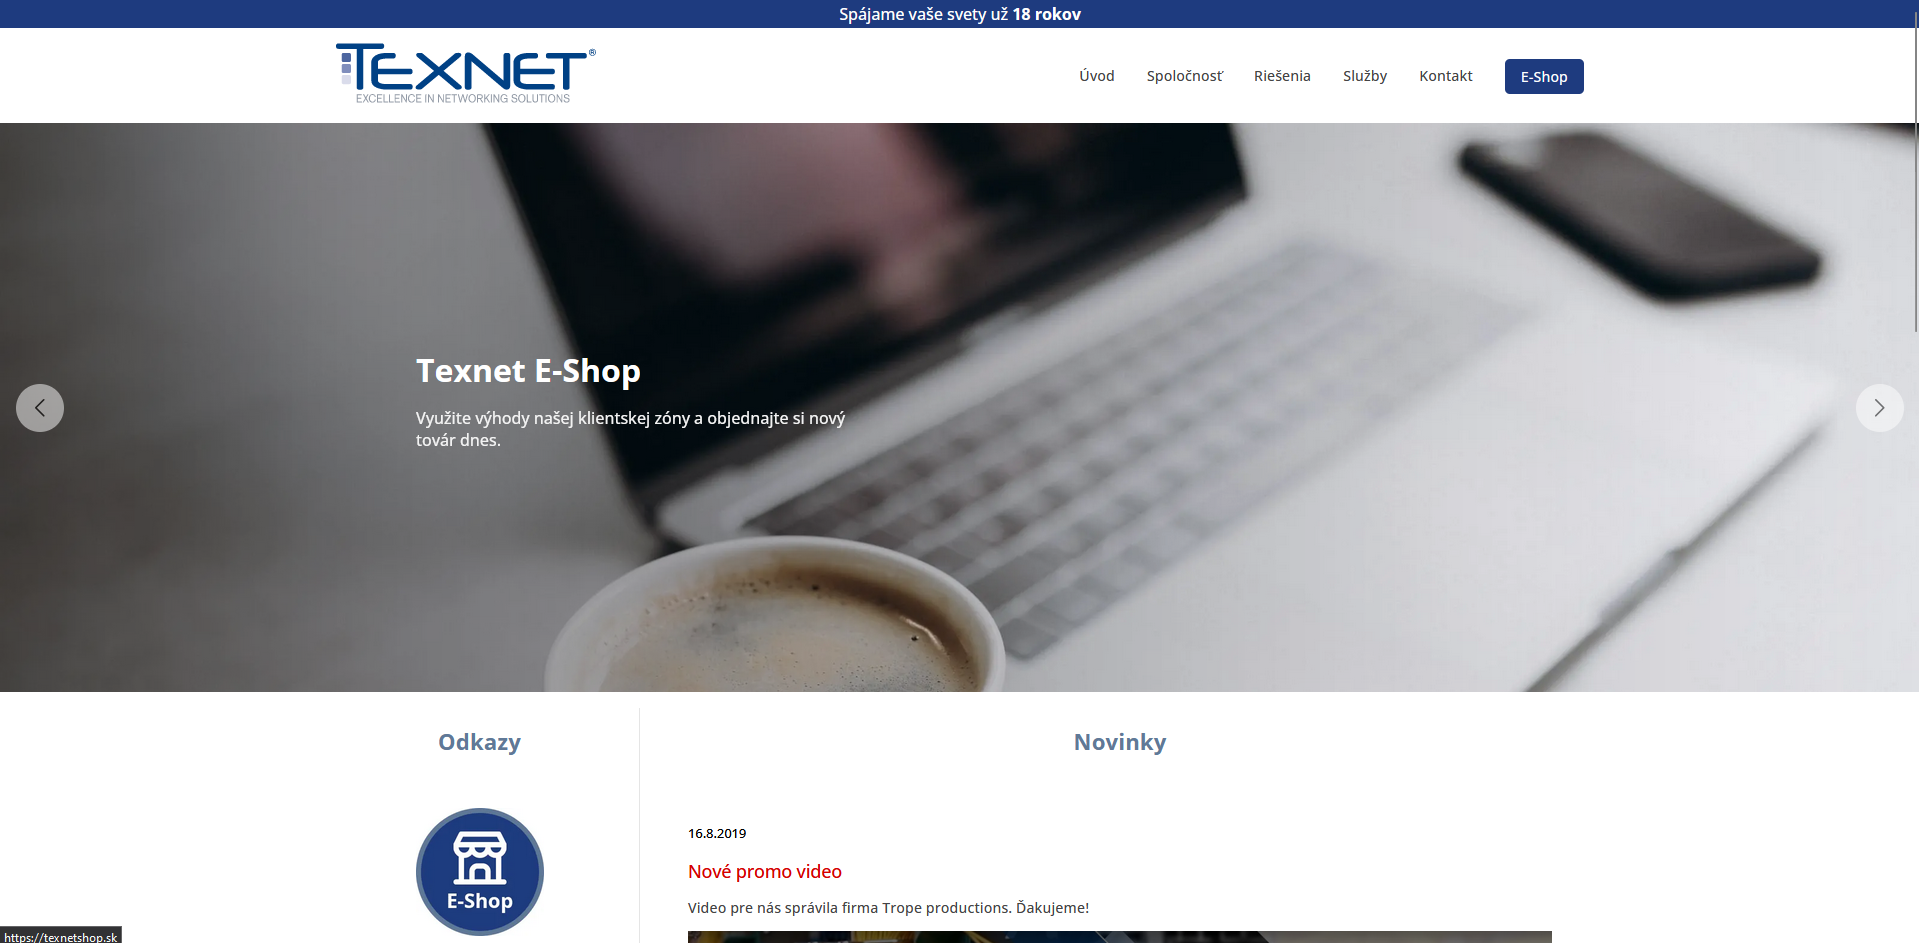 Spájame vaše svety už 18 rokov
TEXNET®
EXCELLENCE IN NETWORKING SOLUTIONS
Úvod
Spoločnosť
Riešenia
Služby
Kontakt
E-Shop
Texnet E-Shop
Využite výhody našej klientskej zóny a objednajte si nový
továr dnes.
Odkazy
E-Shop
Novinky
16.8.2019
Nové promo video
Video pre nás správila firma Trope productions. Ďakujeme!
https://texnetshop.sk